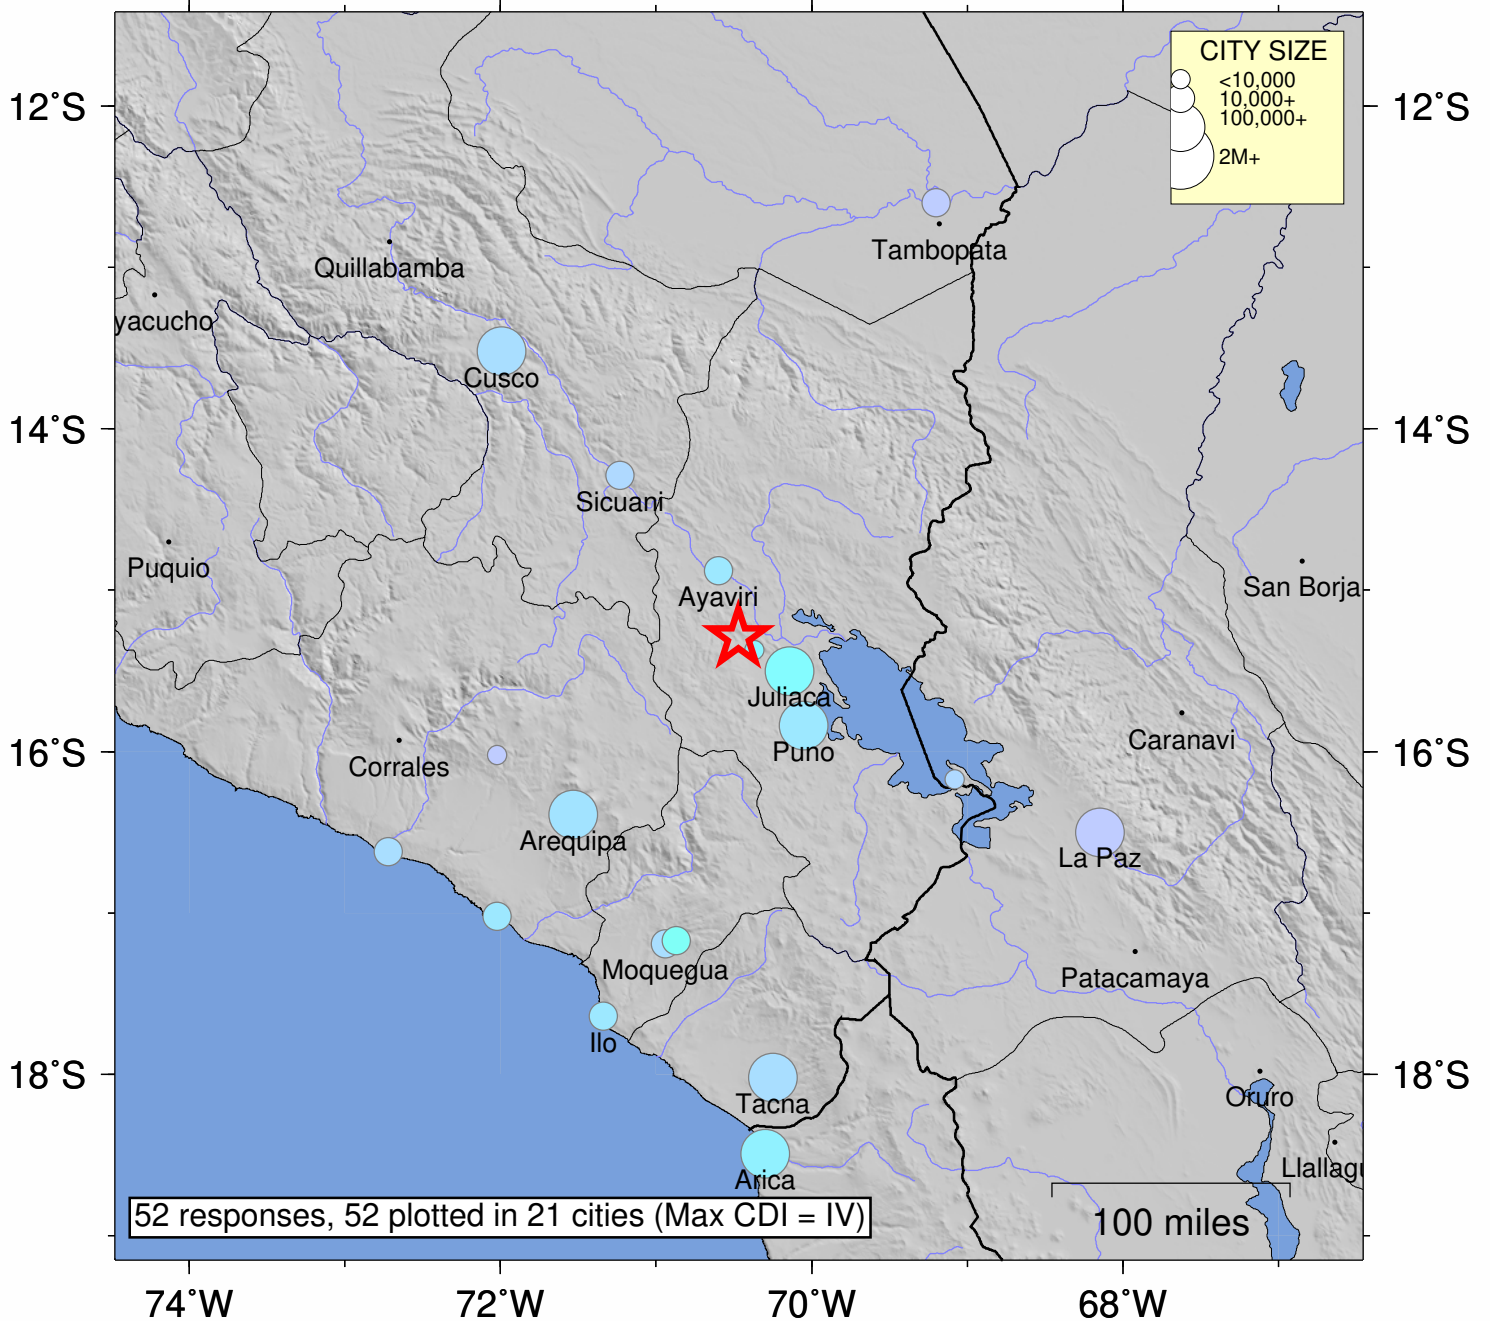 CITY SIZE
<10,000
10,000+
100,000+
2M+
12°S
12°S
Tambopata
Quillabamba
yacucho
Cusco
14°S
14°S
Sicuani
Puquio
San Borja
Ayaviri
Juliaca
Puno
Caranavi
16°S
16°S
Corrales
Arequipa
La Paz
Moquegua
Patacamaya
Ilo
18°S
18°S
Tacna
Oruro
Arica
Llallagu
52 responses, 52 plotted in 21 cities (Max CDI = IV)
100 miles
74°W
72°W
70°W
68°W